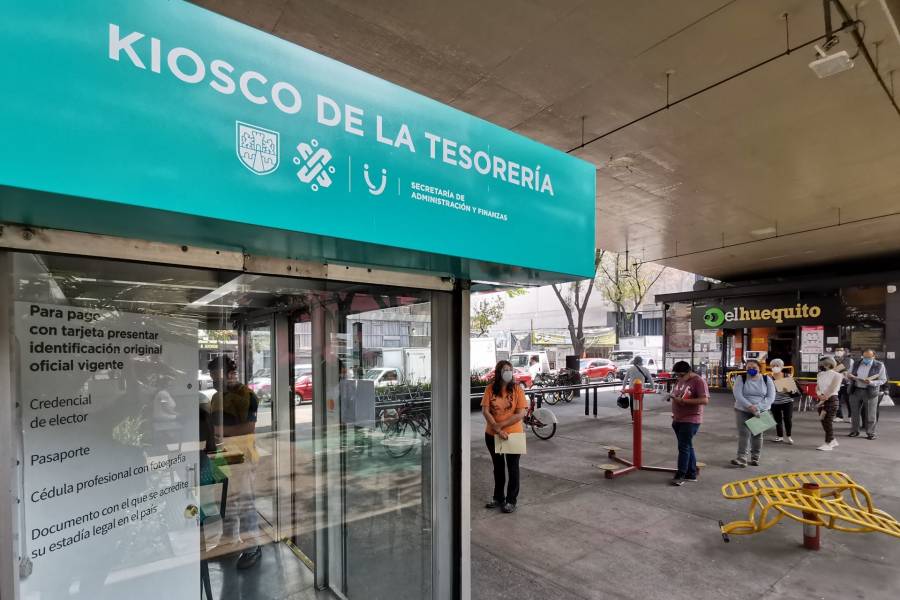 KIOSCO DE LA TESORERÍA
SECRETARÍA DE
ADMINISTRACIÓN Y FINANZAS
Para pago
con tarjeta presentar
identificación original
oficial vigente
Credencial
de elector
Pasaporte
Cédula profesional con fotografía
Documento con el que se acredite
su estadía legal en el país
elhuequito